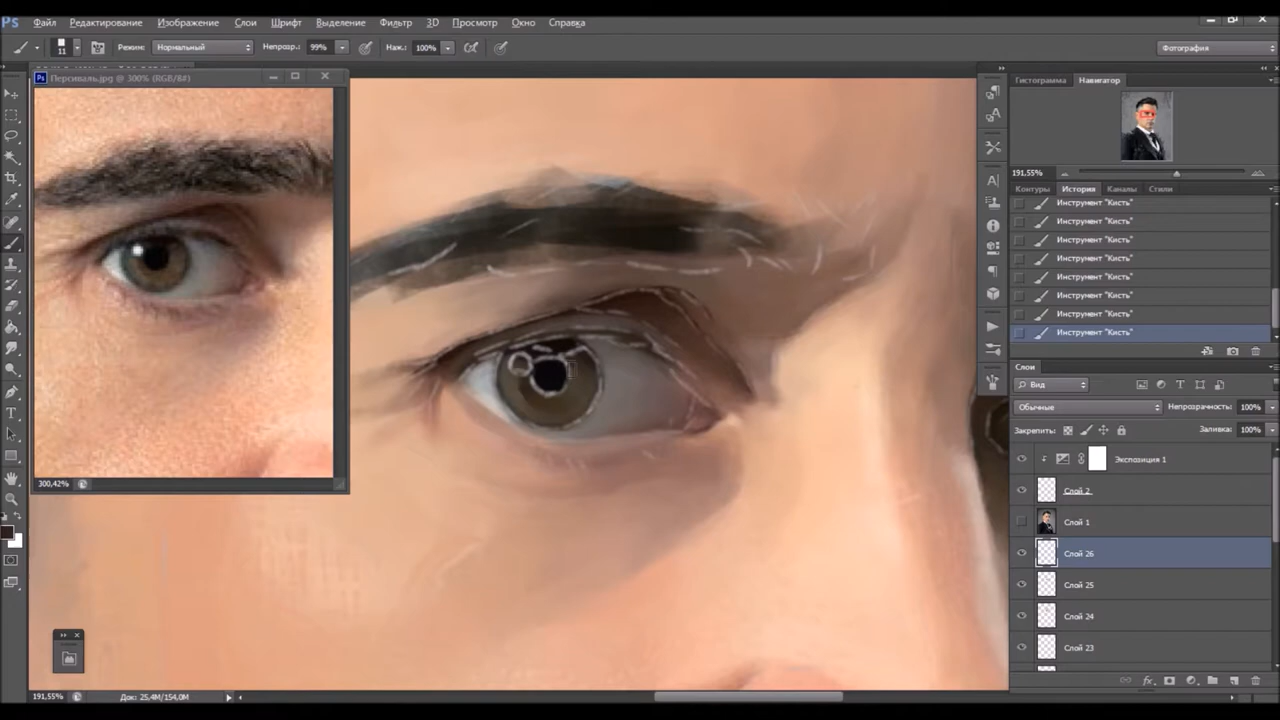 Ps Файл Редактирование Изображение Слои Шрифт Выделение Фильтр 3D Просмотр Окно Справка
11 Режим: Нормальный Непрозр.: 99% Наж.: 100% Фотография
Персиваль.jpg @ 300% (RGB/8#)
Гистограмма Навигатор
191,55%
Контуры История Каналы Стили
Инструмент "Кисть"
Инструмент "Кисть"
Инструмент "Кисть"
Инструмент "Кисть"
Инструмент "Кисть"
Инструмент "Кисть"
Инструмент "Кисть"
Инструмент "Кисть"
Слои
Вид
Обычные Непрозрачность: 100%
Закрепить: Заливка: 100%
Экспозиция 1
Слой 2
Слой 1
Слой 26
Слой 25
Слой 24
Слой 23
300,42%
191,55% Док: 25,4M/154,0M